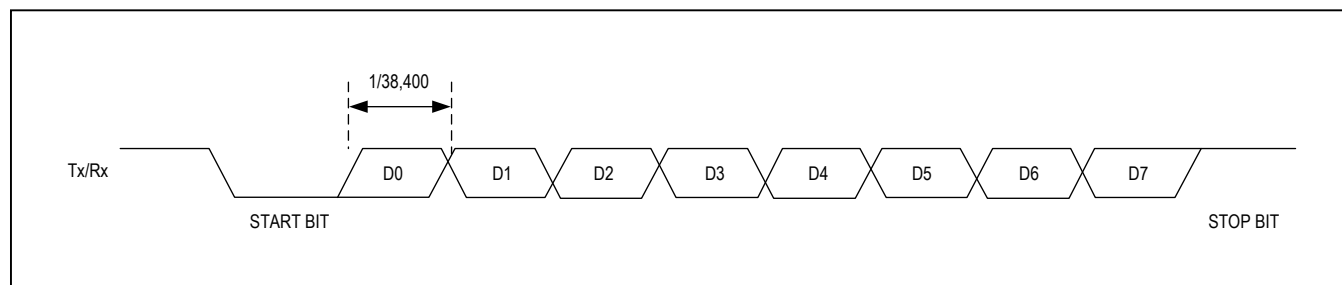 1/38,400
Tx/Rx D0 D1 D2 D3 D4 D5 D6 D7
START BIT STOP BIT